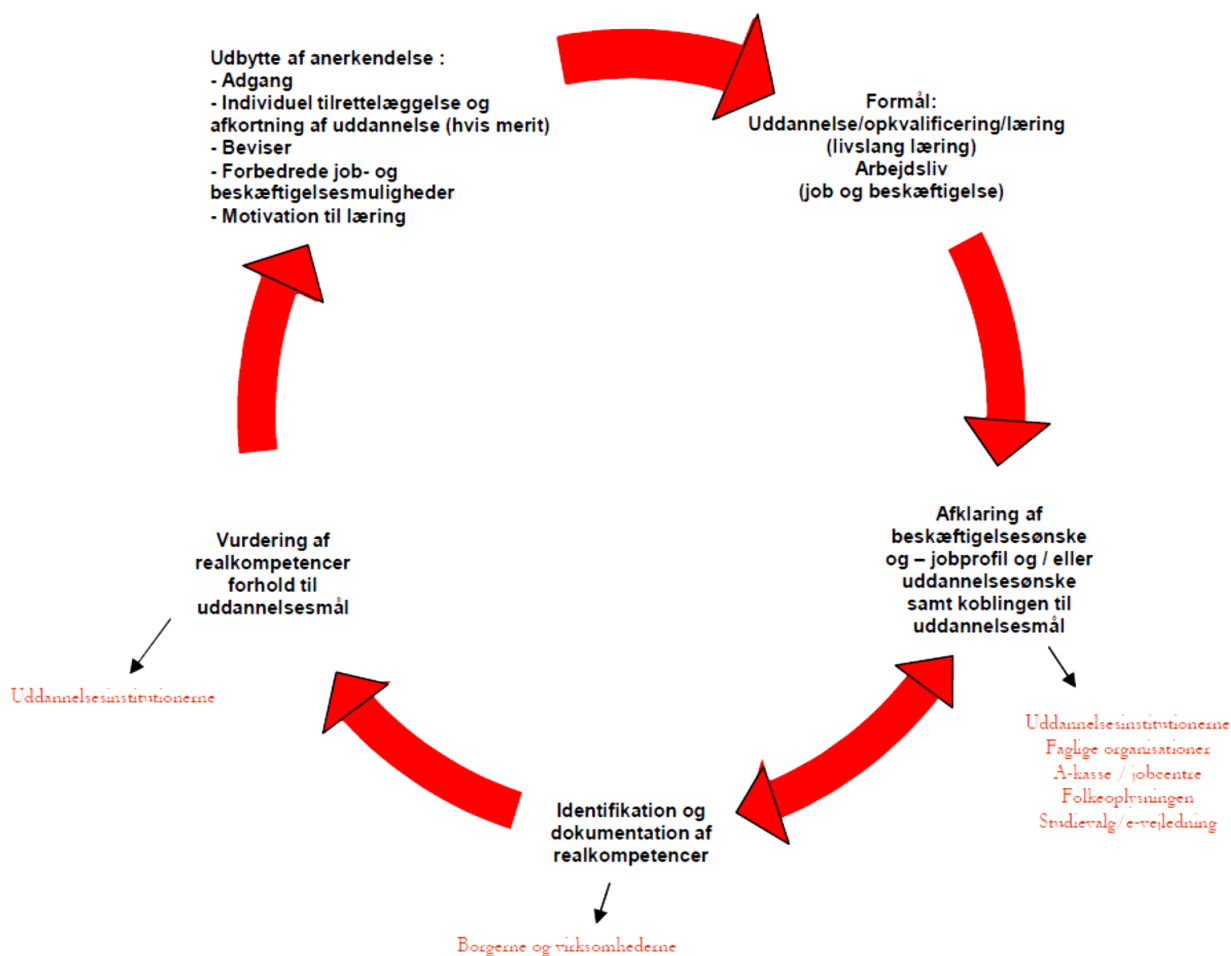 Udbytte af anerkendelse :
- Adgang
- Individuel tilrettelæggelse og
afkortning af uddannelse (hvis merit)
- Beviser
- Forbedrede job- og
beskæftigelsesmuligheder
- Motivation til læring
Formål:
Uddannelse/opkvalificering/læring
(livslang læring)
Arbejdsliv
(job og beskæftigelse)
Afklaring af
beskæftigelsesønske
og – jobprofil og / eller
uddannelsesønske
samt koblingen til
uddannelsesmål
Uddannelsesinstitutionerne
Faglige organisationer
A-kasse / jobcentre
Folkeoplysningen
Studievalg/e-vejledning
Identifikation og
dokumentation af
realkompetencer
Borgerne og virksomhederne
Vurdering af
realkompetencer
forhold til
uddannelsesmål
Uddannelsesinstitutionerne